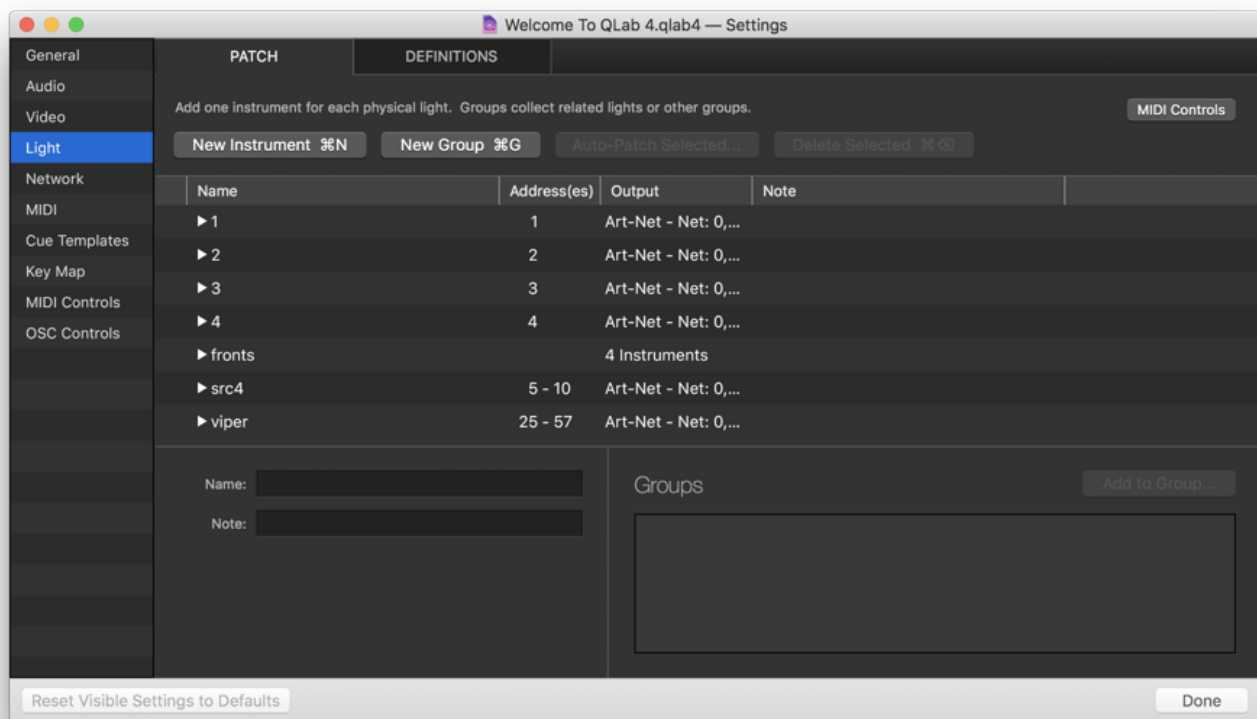 Welcome To QLab 4.qlab4 — Settings
General
Audio
Video
Light
Network
MIDI
Cue Templates
Key Map
MIDI Controls
OSC Controls
PATCH DEFINITIONS
Add one instrument for each physical light. Groups collect related lights or other groups.
MIDI Controls
New Instrument ⌘N New Group ⌘G Auto-Patch Selected... Delete Selected ⌘⌫
Name Address(es) Output Note
▶1 1 Art-Net - Net: 0,...
▶2 2 Art-Net - Net: 0,...
▶3 3 Art-Net - Net: 0,...
▶4 4 Art-Net - Net: 0,...
▶fronts 4 Instruments
▶src4 5 - 10 Art-Net - Net: 0,...
▶viper 25 - 57 Art-Net - Net: 0,...
Name:
Note:
Groups Add to Group...
Reset Visible Settings to Defaults Done